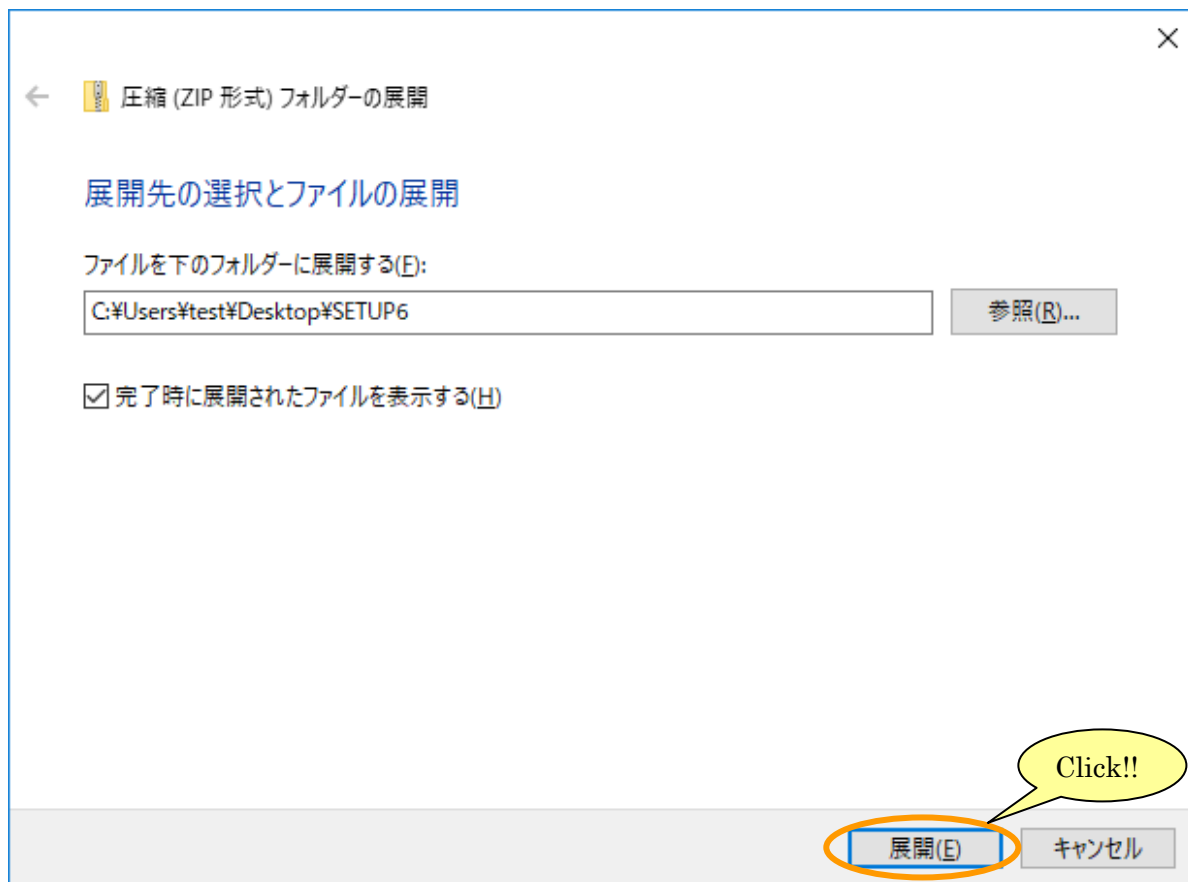 圧縮 (ZIP 形式) フォルダーの展開
展開先の選択とファイルの展開
ファイルを下のフォルダーに展開する(F):
C:¥Users¥test¥Desktop¥SETUP6
参照(R)...
完了時に展開されたファイルを表示する(H)
Click!!
展開(E)
キャンセル